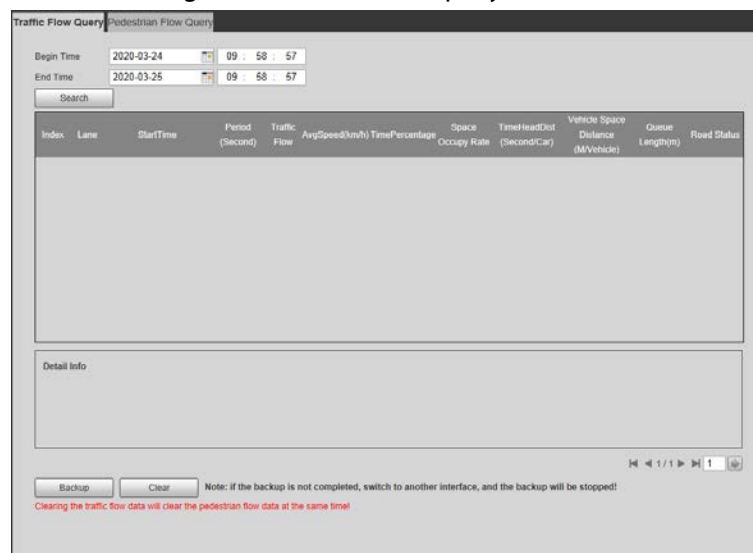 Traffic Flow Query Pedestrian Flow Query
Begin Time 2020-03-24 09 : 58 : 57
End Time 2020-03-25 09 : 58 : 57
Search
Index Lane StartTime Period (Second) Traffic Flow AvgSpeed(km/h) TimePercentage Space Occupy Rate TimeHeadDist (Second/Car) Vehicle Space Distance (M/Vehicle) Queue Length(m) Road Status
Detail Info
1 / 1 1
Backup Clear Note: if the backup is not completed, switch to another interface, and the backup will be stopped!
Clearing the traffic flow data will clear the pedestrian flow data at the same time!